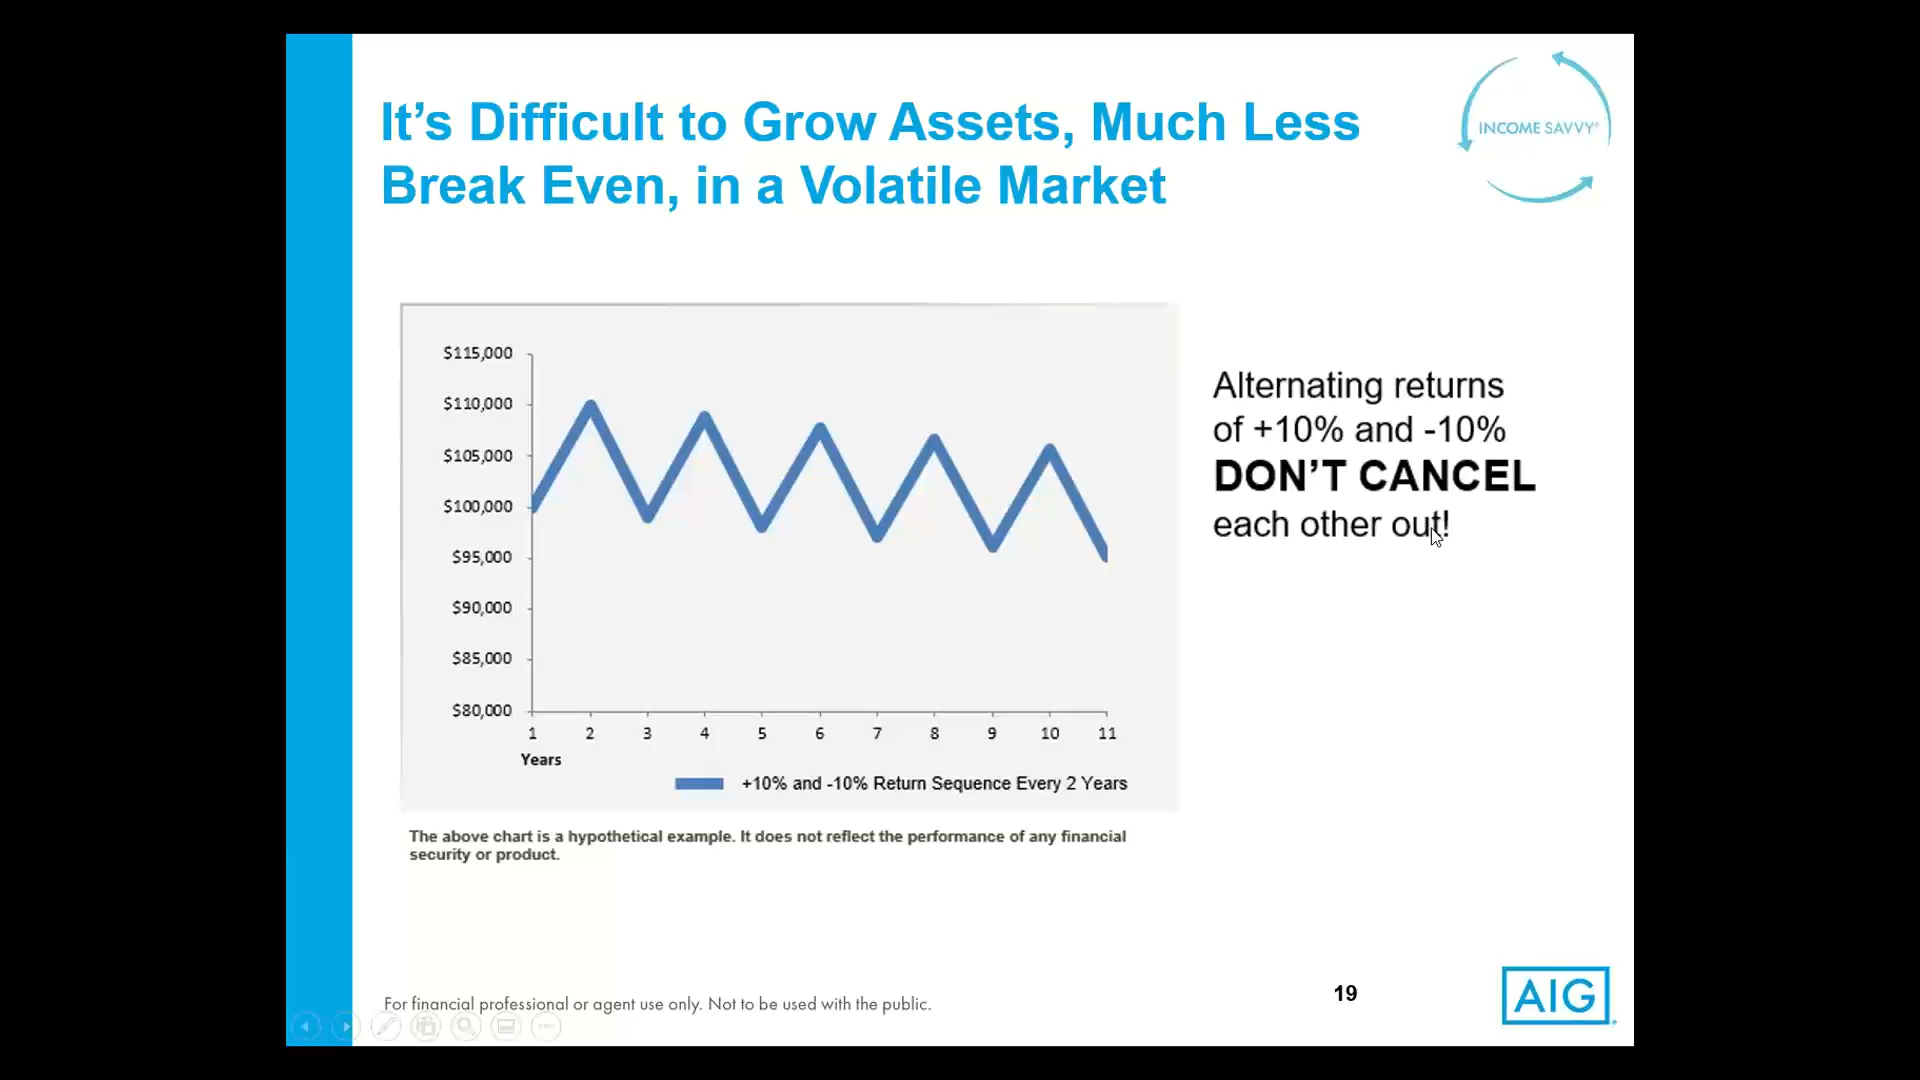 INCOME SAVVY®
It's Difficult to Grow Assets, Much Less
Break Even, in a Volatile Market
$115,000
$110,000
$105,000
$100,000
$95,000
$90,000
$85,000
$80,000
1 2 3 4 5 6 7 8 9 10 11
Years
+10% and -10% Return Sequence Every 2 Years
The above chart is a hypothetical example. It does not reflect the performance of any financial
security or product.
Alternating returns
of +10% and -10%
DON'T CANCEL
each other out!
For financial professional or agent use only. Not to be used with the public.
19
AIG